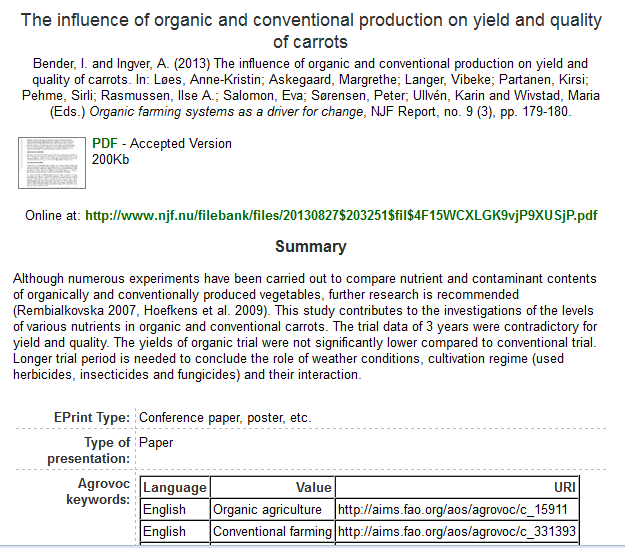 The influence of organic and conventional production on yield and quality
of carrots
Bender, I. and Ingver, A. (2013) The influence of organic and conventional production on yield and
quality of carrots. In: Løes, Anne-Kristin; Askegaard, Margrethe; Langer, Vibeke; Partanen, Kirsi;
Pehme, Sirli; Rasmussen, Ilse A.; Salomon, Eva; Sørensen, Peter; Ullvén, Karin and Wivstad, Maria
(Eds.) Organic farming systems as a driver for change, NJF Report, no. 9 (3), pp. 179-180.
PDF - Accepted Version
200Kb
Online at: http://www.njf.nu/filebank/files/20130827$203251$fil$4F15WCXLGK9vjP9XUSjP.pdf
Summary
Although numerous experiments have been carried out to compare nutrient and contaminant contents
of organically and conventionally produced vegetables, further research is recommended
(Rembialkovska 2007, Hoefkens et al. 2009). This study contributes to the investigations of the levels
of various nutrients in organic and conventional carrots. The trial data of 3 years were contradictory for
yield and quality. The yields of organic trial were not significantly lower compared to conventional trial.
Longer trial period is needed to conclude the role of weather conditions, cultivation regime (used
herbicides, insecticides and fungicides) and their interaction.
EPrint Type: Conference paper, poster, etc.
Type of presentation: Paper
Agrovoc keywords:
Language Value URI
English Organic agriculture http://aims.fao.org/aos/agrovoc/c_15911
English Conventional farming http://aims.fao.org/aos/agrovoc/c_331393